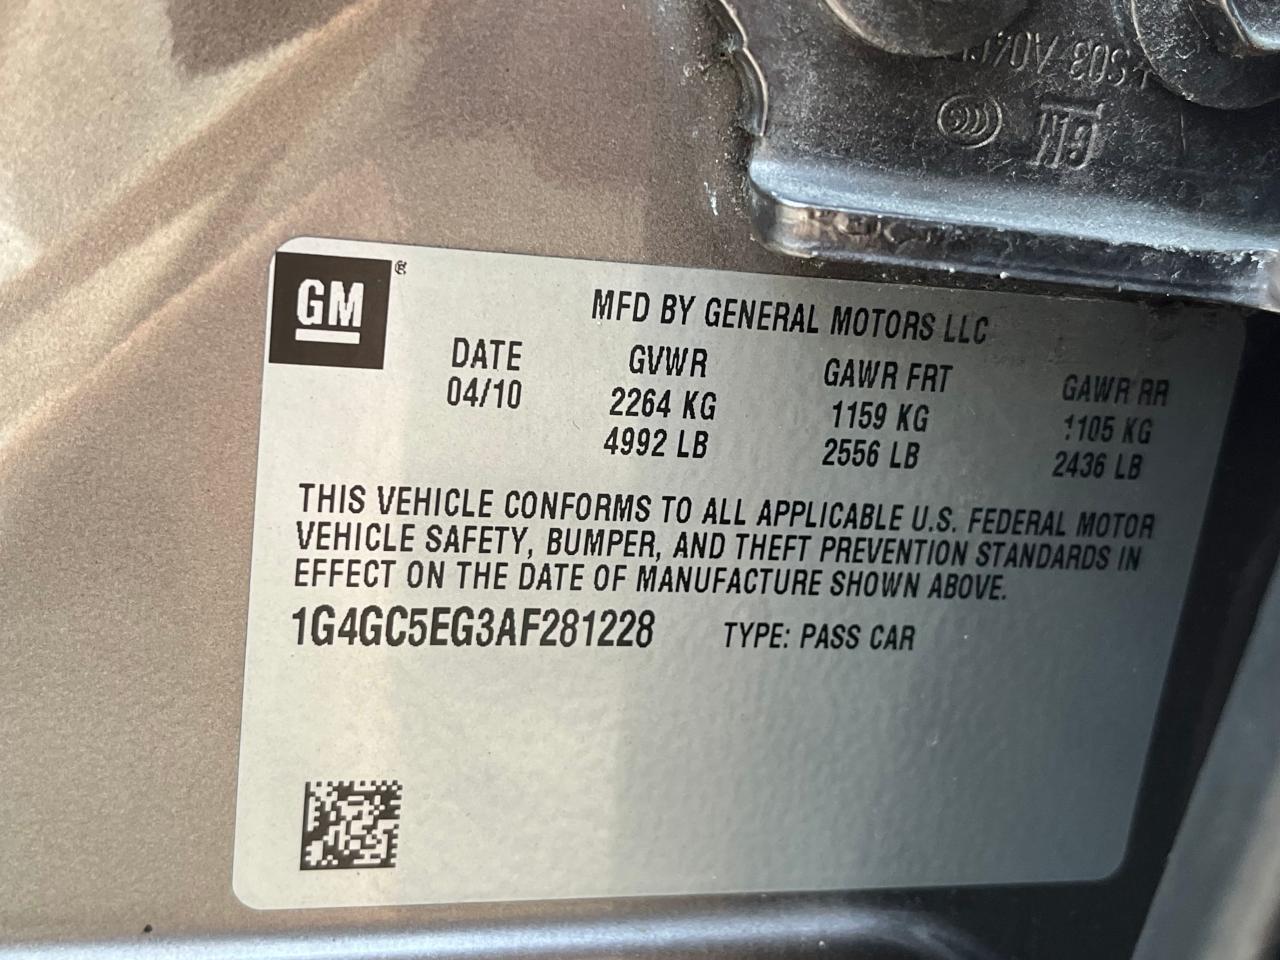 GM
GM ®
MFD BY GENERAL MOTORS LLC
DATE GVWR GAWR FRT GAWR RR
04/10 2264 KG 1159 KG 1105 KG
4992 LB 2556 LB 2436 LB
THIS VEHICLE CONFORMS TO ALL APPLICABLE U.S. FEDERAL MOTOR
VEHICLE SAFETY, BUMPER, AND THEFT PREVENTION STANDARDS IN
EFFECT ON THE DATE OF MANUFACTURE SHOWN ABOVE.
1G4GC5EG3AF281228 TYPE: PASS CAR